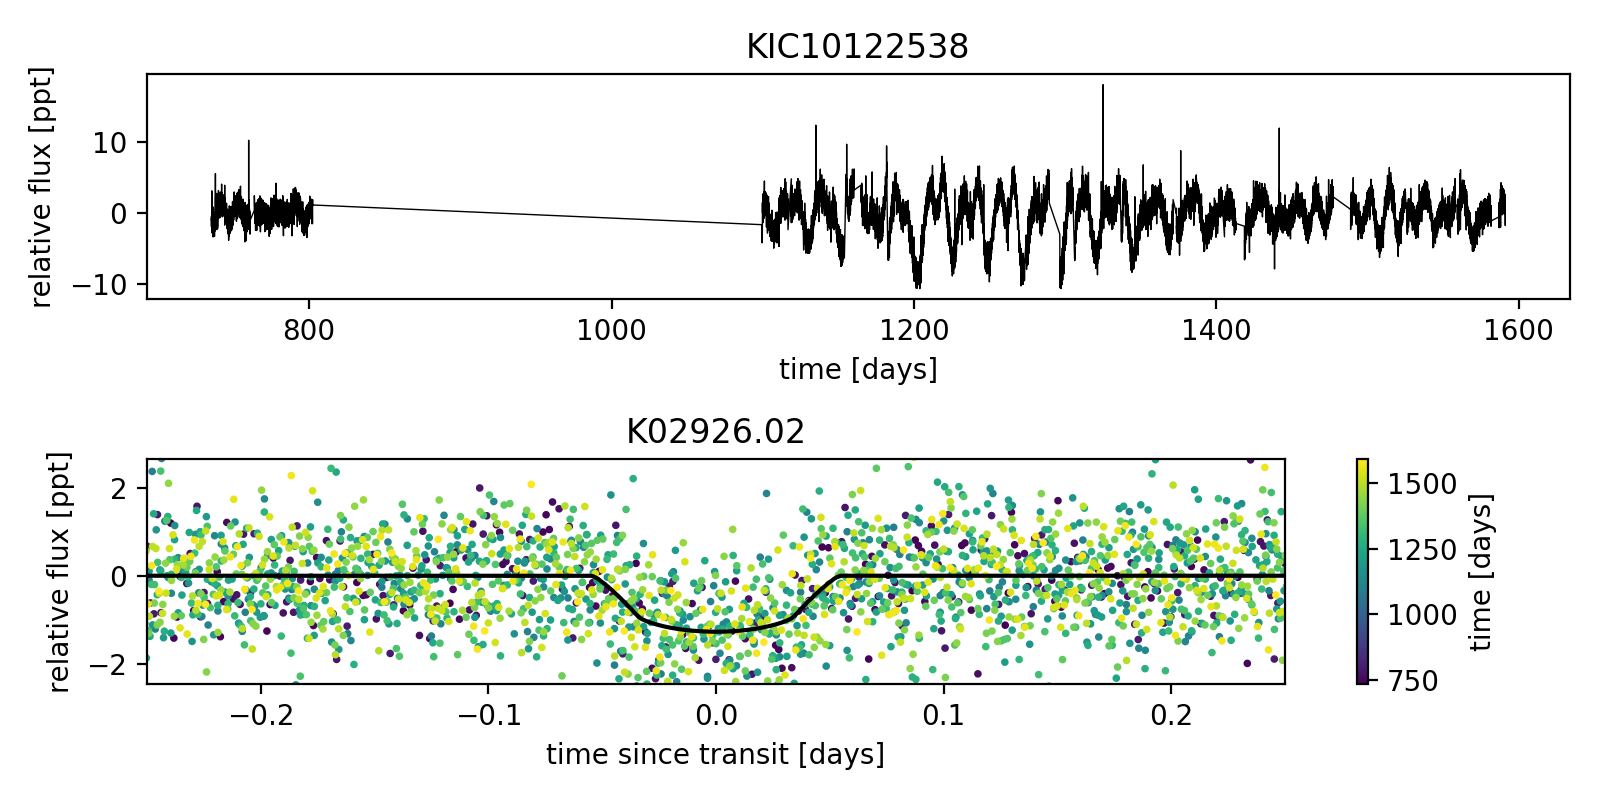 KIC10122538
relative flux [ppt]
10
0
−10
800 1000 1200 1400 1600
time [days]
K02926.02
relative flux [ppt]
2
0
−2
−0.2 −0.1 0.0 0.1 0.2
time since transit [days]
1500
1250
1000
750
time [days]